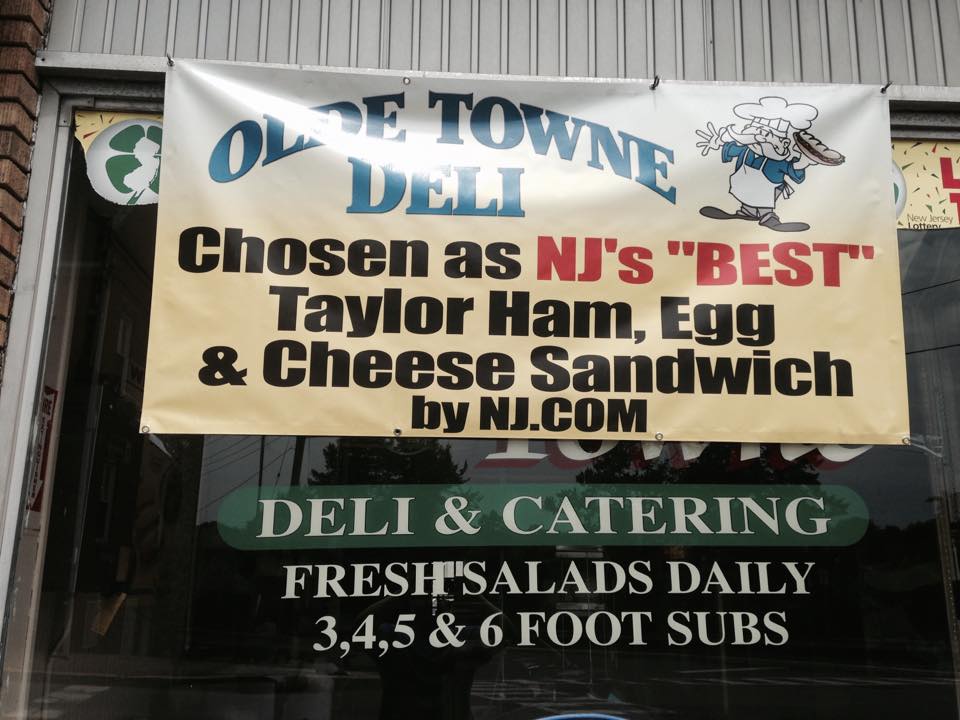 OLDE TOWNE
DELI
Chosen as NJ's "BEST"
Taylor Ham, Egg
& Cheese Sandwich
by NJ.COM
New Jersey
Lottery
Towne
DELI & CATERING
FRESH SALADS DAILY
3,4,5 & 6 FOOT SUBS